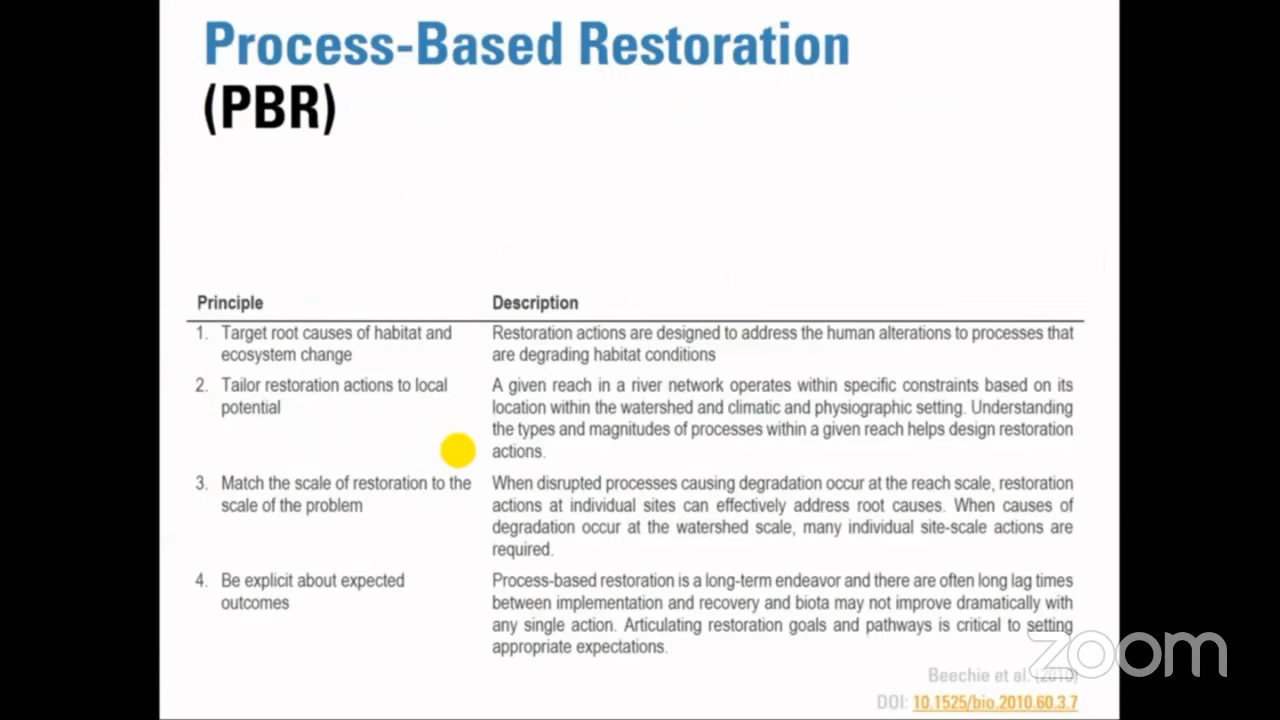 Process-Based Restoration
(PBR)
Principle Description
1. Target root causes of habitat and
ecosystem change
Restoration actions are designed to address the human alterations to processes that
are degrading habitat conditions
2. Tailor restoration actions to local
potential
A given reach in a river network operates within specific constraints based on its
location within the watershed and climatic and physiographic setting. Understanding
the types and magnitudes of processes within a given reach helps design restoration
actions.
3. Match the scale of restoration to the
scale of the problem
When disrupted processes causing degradation occur at the reach scale, restoration
actions at individual sites can effectively address root causes. When causes of
degradation occur at the watershed scale, many individual site-scale actions are
required.
4. Be explicit about expected
outcomes
Process-based restoration is a long-term endeavor and there are often long lag times
between implementation and recovery and biota may not improve dramatically with
any single action. Articulating restoration goals and pathways is critical to setting
appropriate expectations.
zoom
Beechie et al. (2010)
DOI: 10.1525/bio.2010.60.3.7